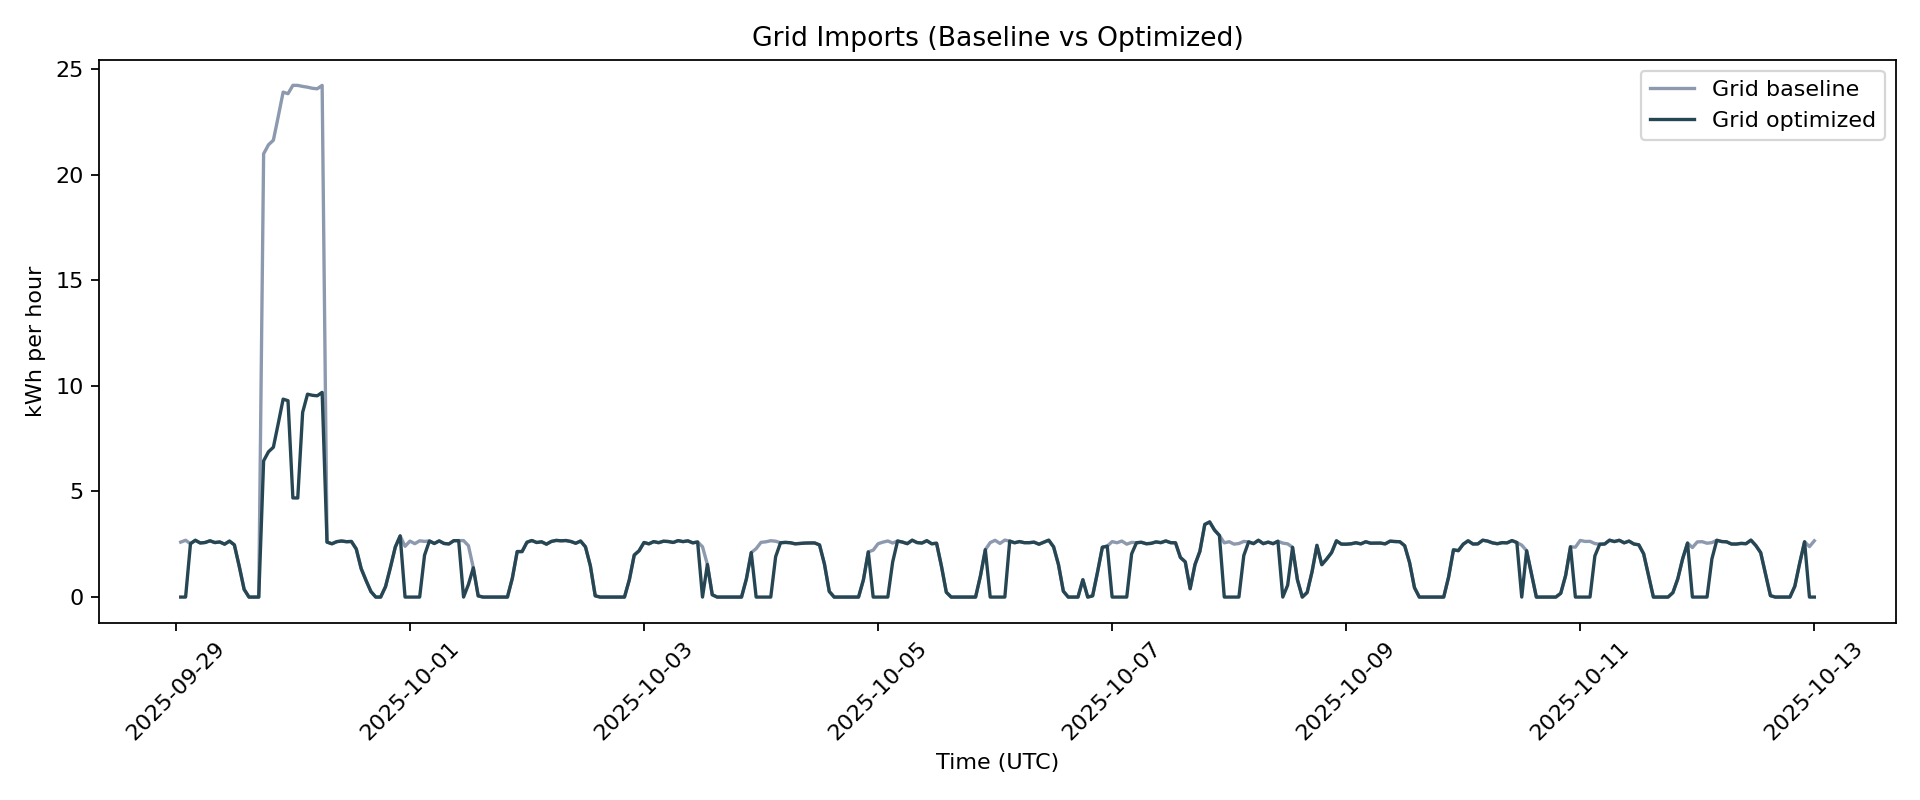 Grid Imports (Baseline vs Optimized)
Grid baseline
Grid optimized
kWh per hour
25
20
15
10
5
0
2025-09-29
2025-10-01
2025-10-03
2025-10-05
2025-10-07
2025-10-09
2025-10-11
2025-10-13
Time (UTC)